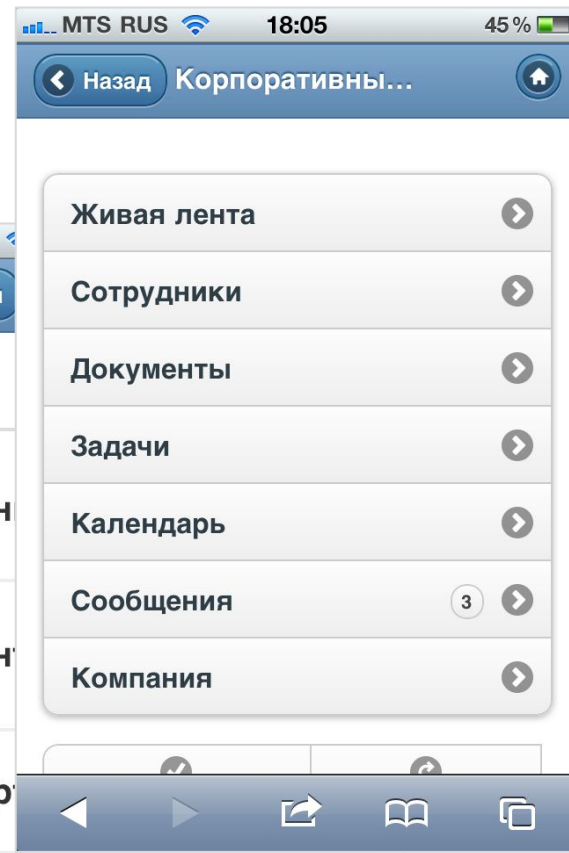 MTS RUS 18:05 45%
Назад Корпоративны...
Живая лента
Сотрудники
Документы
Задачи
Календарь
Сообщения 3
Компания